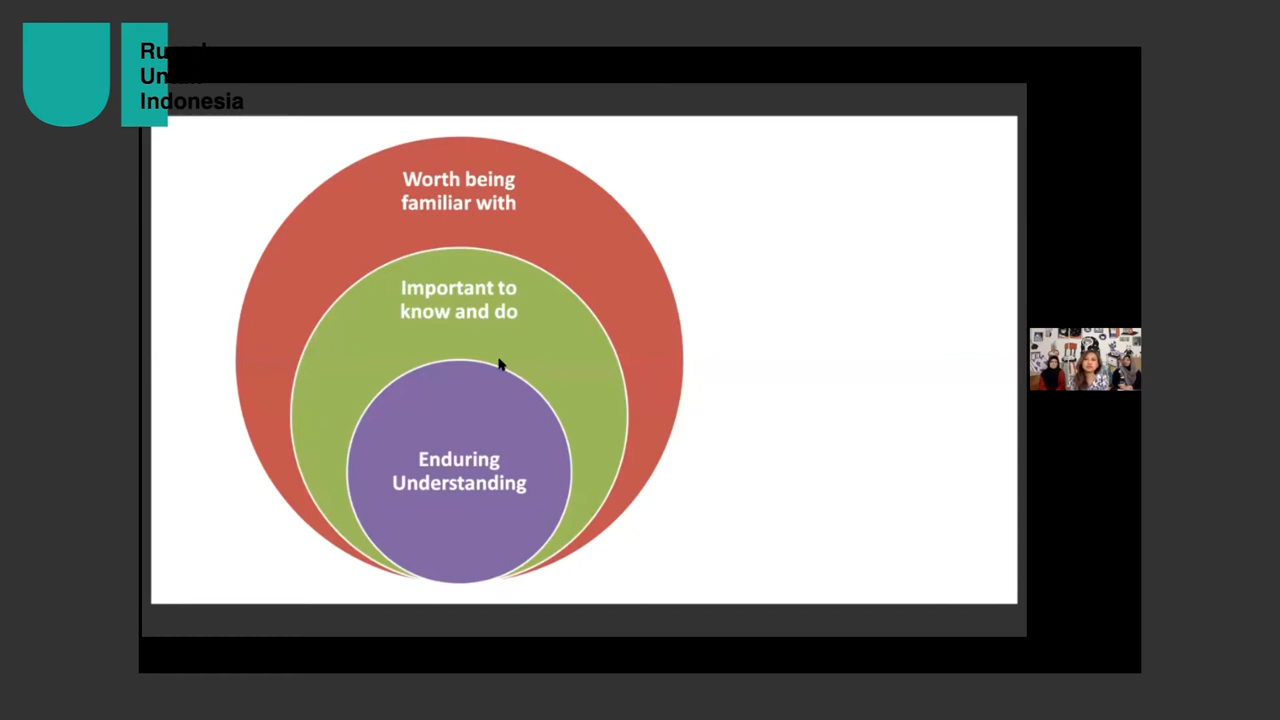 Indonesia
Worth being
familiar with
Important to
know and do
Enduring
Understanding